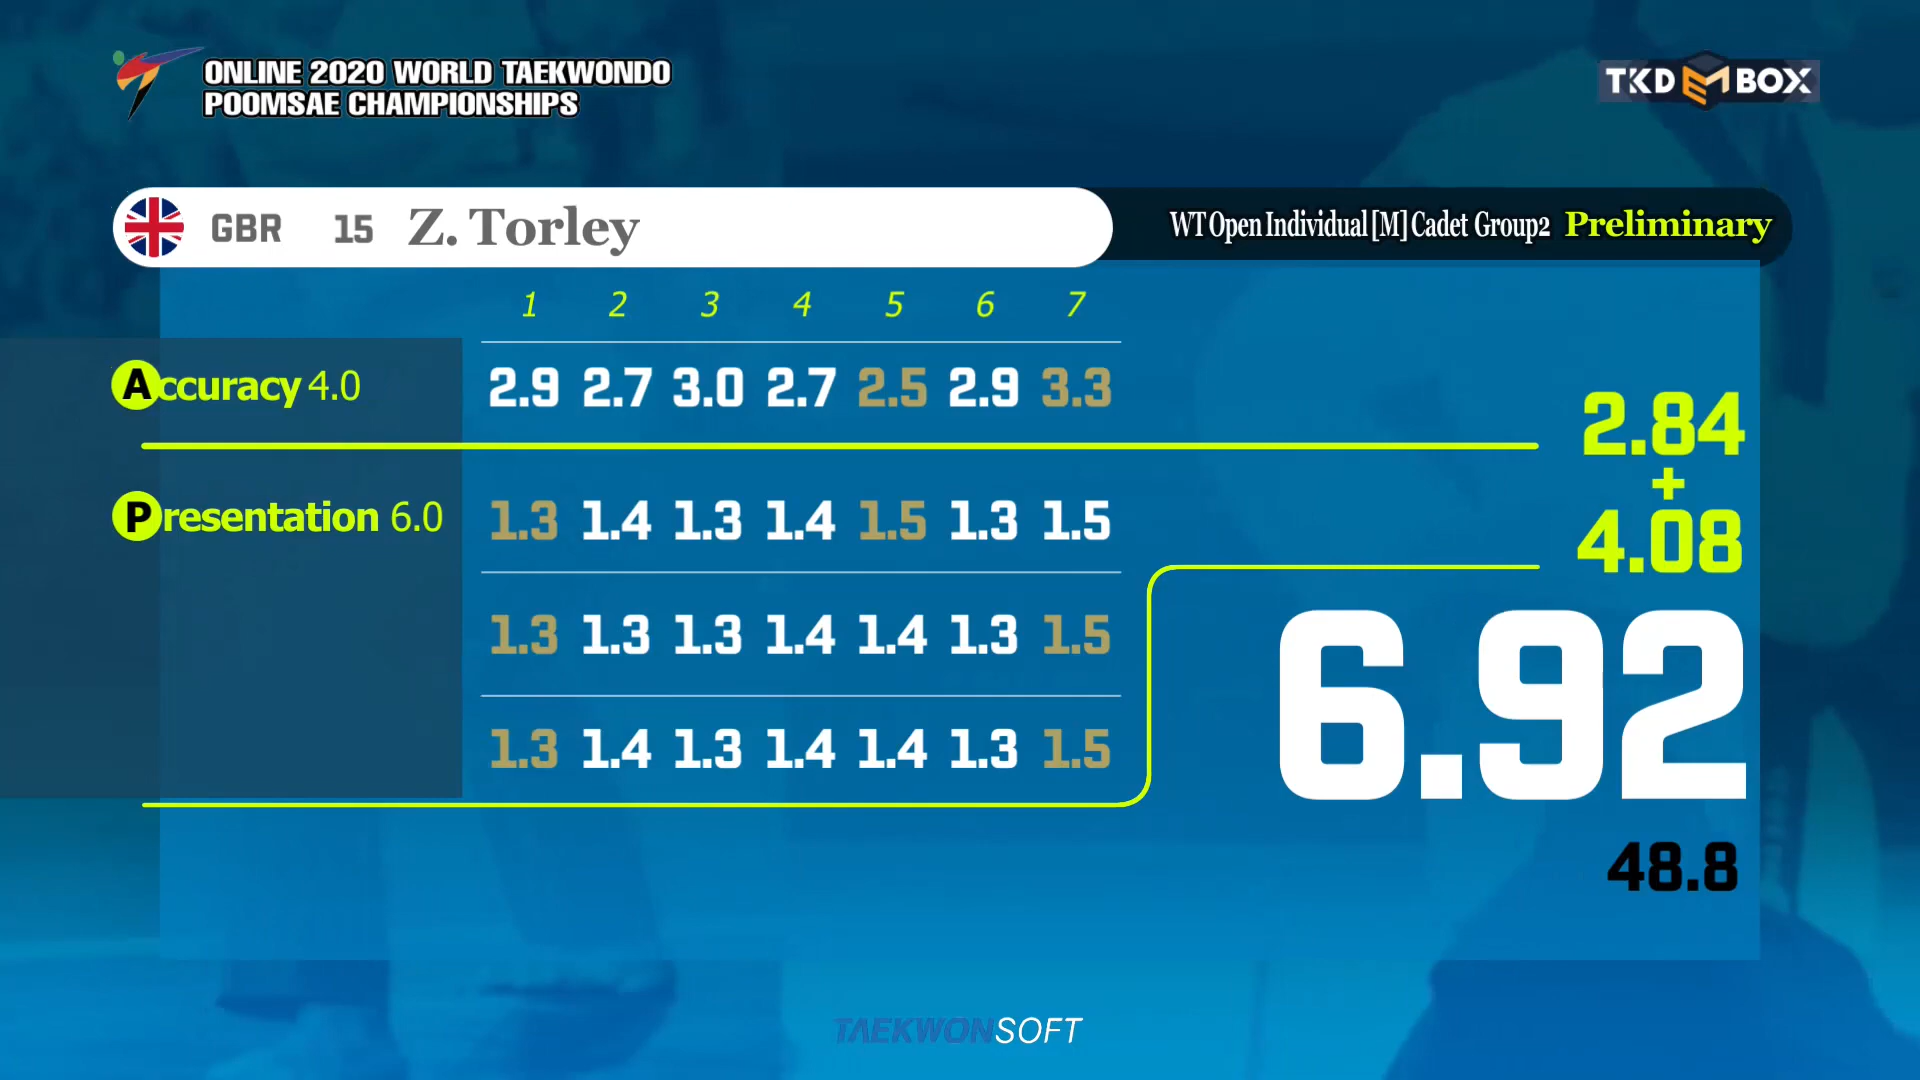 ONLINE 2020 WORLD TAEKWONDO
POOMSAE CHAMPIONSHIPS
TKD BOX
GBR 15 Z. Torley
WT Open Individual [M] Cadet Group2 Preliminary
1 2 3 4 5 6 7
Accuracy 4.0 2.9 2.7 3.0 2.7 2.5 2.9 3.3
2.84
+
Presentation 6.0 1.3 1.4 1.3 1.4 1.5 1.3 1.5
4.08
1.3 1.3 1.3 1.4 1.4 1.3 1.5
6.92
1.3 1.4 1.3 1.4 1.4 1.3 1.5
48.8
TAEKWONSOFT